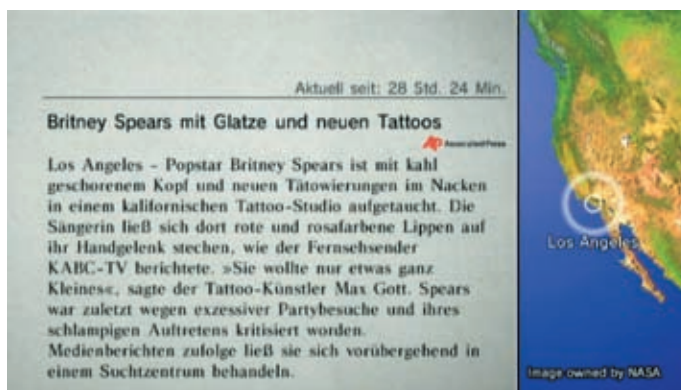 Aktuell seit: 28 Std. 24 Min.
Britney Spears mit Glatze und neuen Tattoos
AP Associated Press
Los Angeles – Popstar Britney Spears ist mit kahl
geschorenem Kopf und neuen Tätowierungen im Nacken
in einem kalifornischen Tattoo-Studio aufgetaucht. Die
Sängerin ließ sich dort rote und rosafarbene Lippen auf
ihr Handgelenk stechen, wie der Fernsehsender
KABC-TV berichtete. »Sie wollte nur etwas ganz
Kleines«, sagte der Tattoo-Künstler Max Gott. Spears
war zuletzt wegen exzessiver Partybesuche und ihres
schlampigen Auftretens kritisiert worden.
Medienberichten zufolge ließ sie sich vorübergehend in
einem Suchtzentrum behandeln.
Los Angeles
Image owned by NASA